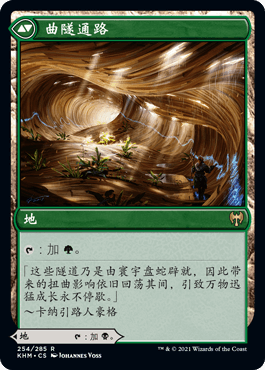 曲隧通路
地
：加。
「这些隧道乃是由寰宇盘蛇辟就，因此带
来的扭曲影响依旧回荡其间，引致万物迅
猛成长永不停歇。」
～卡纳引路人豪格
地
：加。
254/285 R
KHM • CS JOHANNES VOSS
™ & © 2021 Wizards of the Coast